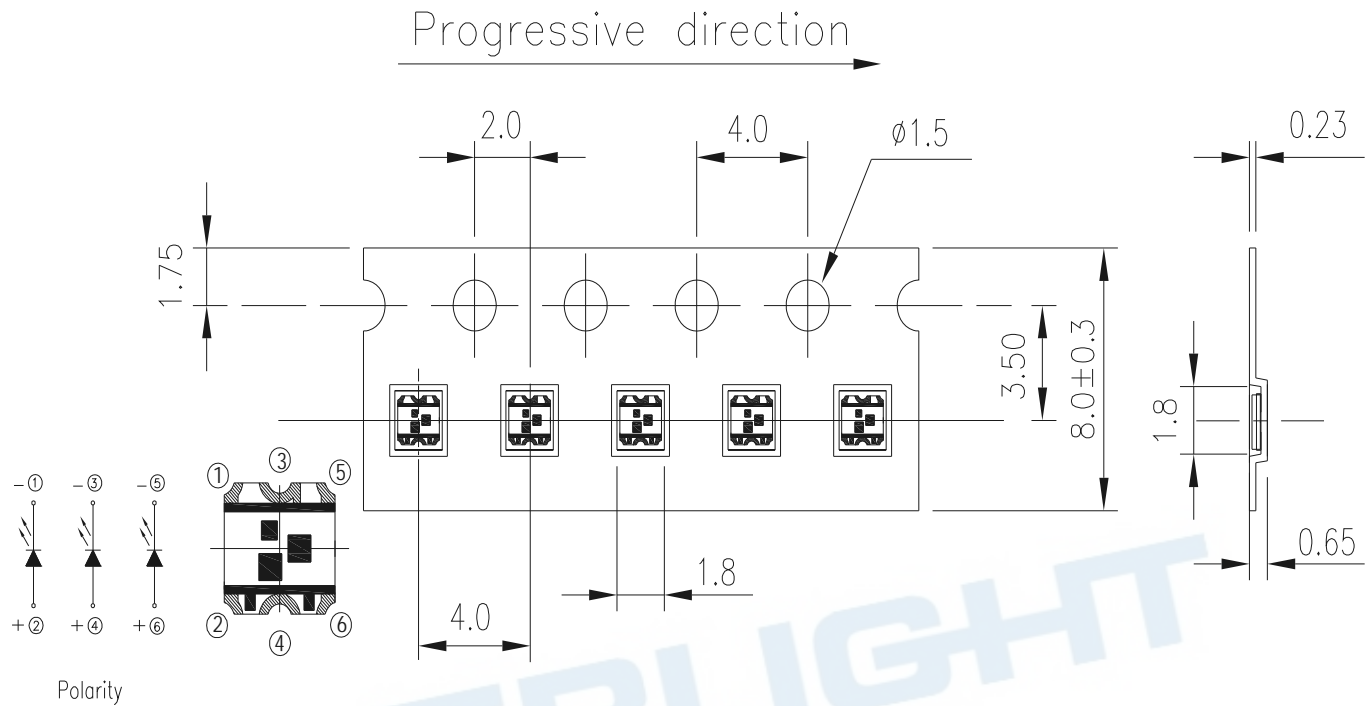 Progressive direction
2.0
4.0
ø1.5
0.23
1.75
3.50
8.0±0.3
1.8
0.65
1.8
4.0
① ③ ⑤
② ④ ⑥
-① -③ -⑤
+② +④ +⑥
Polarity